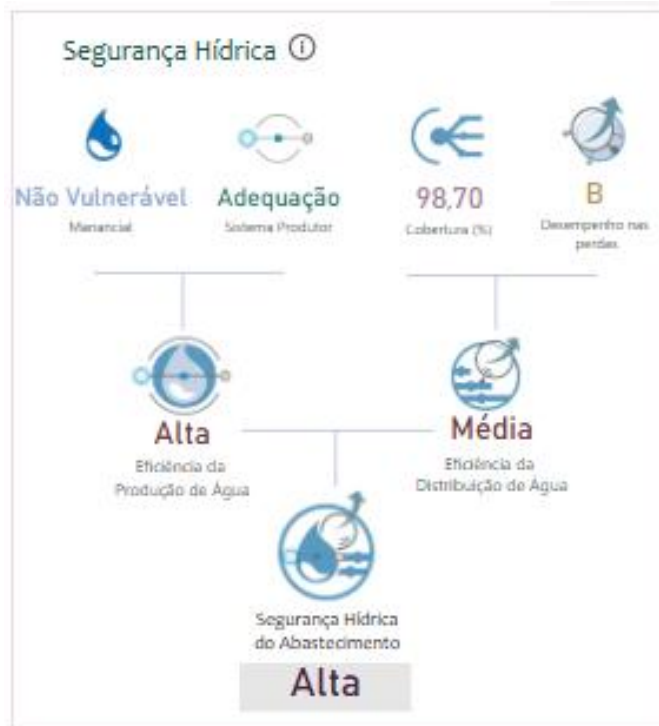 Segurança Hídrica
Não Vulnerável
Manancial
Adequação
Sistema Produtor
98,70
Cobertura (%)
B
Desempenho nas
perdas
Alta
Eficiência da
Produção de Água
Média
Eficiência da
Distribuição de Água
Segurança Hídrica
do Abastecimento
Alta